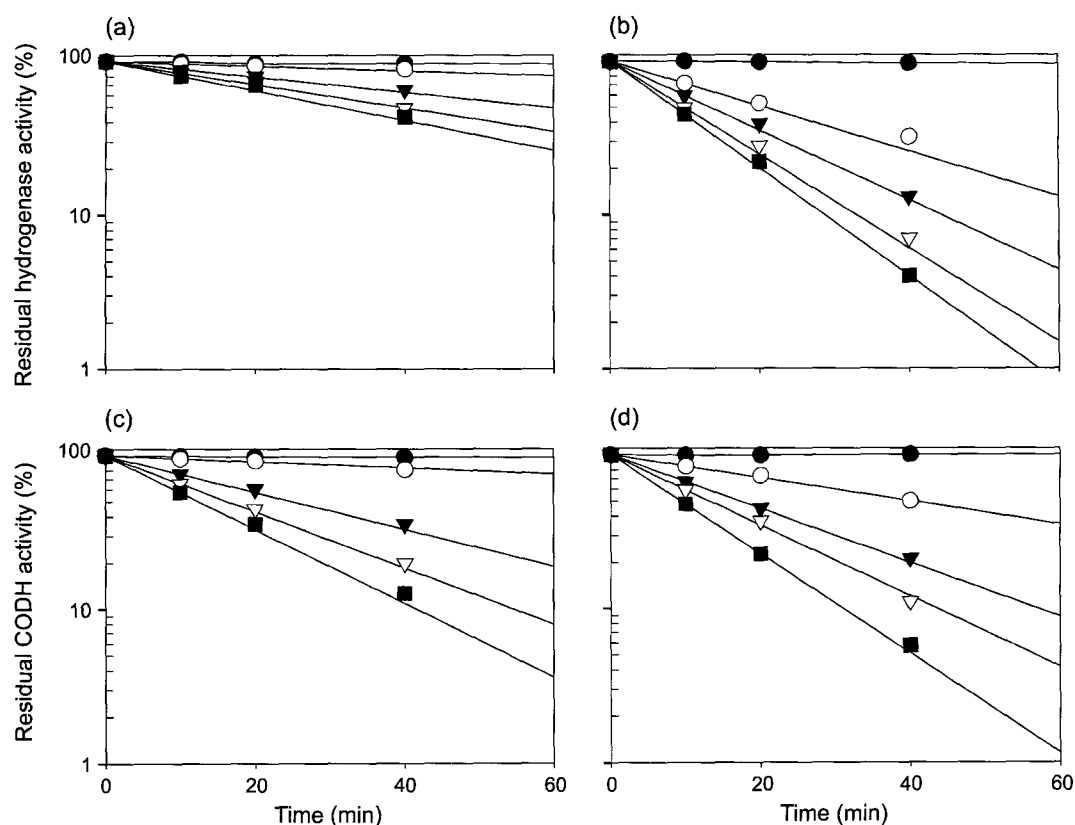 (a)
(b)
Residual hydrogenase activity (%)
100
10
1
(c)
(d)
Residual CODH activity (%)
100
10
1
0
20
40
60
0
20
40
60
Time (min)
Time (min)